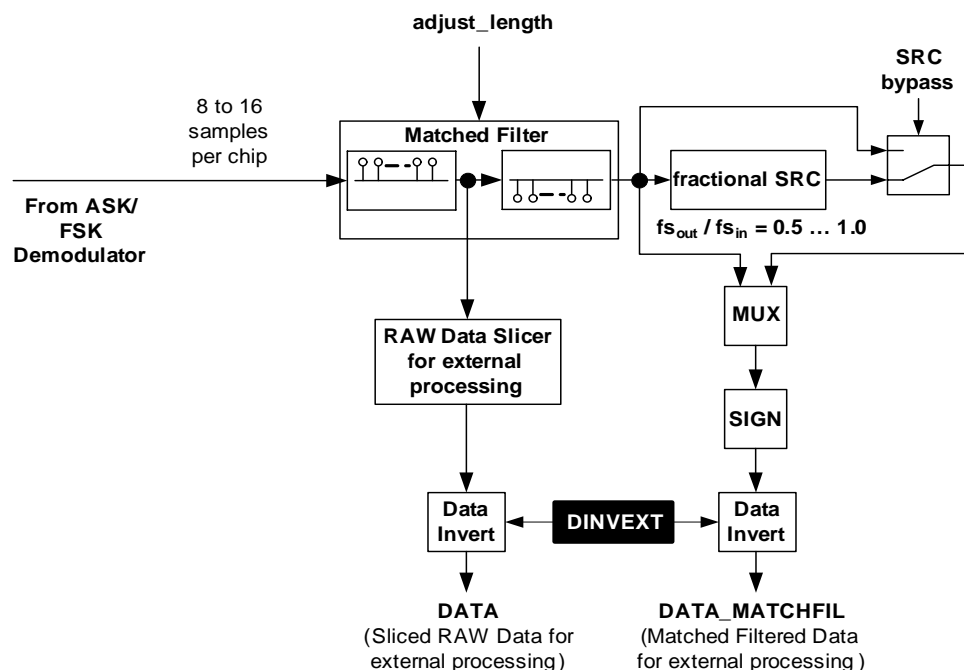 adjust_length
SRC
bypass
8 to 16
samples
per chip
Matched Filter
fractional SRC
From ASK/
FSK
Demodulator
fsout / fsin = 0.5 … 1.0
MUX
RAW Data Slicer
for external
processing
SIGN
Data
Invert
DINVEXT
Data
Invert
DATA
(Sliced RAW Data for
external processing)
DATA_MATCHFIL
(Matched Filtered Data
for external processing)